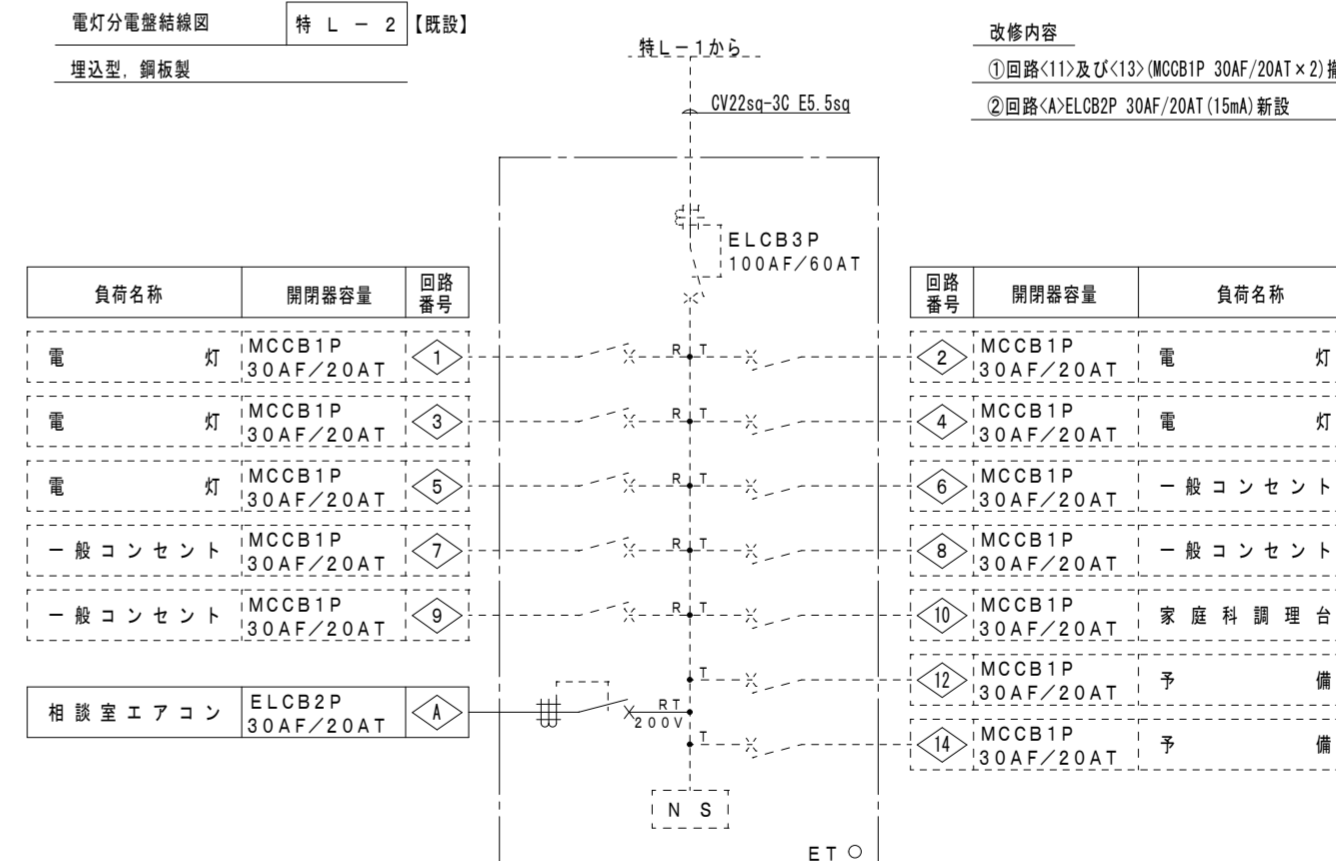 電灯分電盤結線図 特 L － 2 【既設】
埋込型, 鋼板製
特L－1から
CV22sq-3C E5.5sq
改修内容
①回路<11>及び<13>(MCCB1P 30AF/20AT×2)
②回路<A>ELCB2P 30AF/20AT(15mA)新設
ELCB3P
100AF/60AT
負荷名称 開閉器容量 回路番号
電灯 MCCB1P 30AF/20AT 1
電灯 MCCB1P 30AF/20AT 3
電灯 MCCB1P 30AF/20AT 5
一般コンセント MCCB1P 30AF/20AT 7
一般コンセント MCCB1P 30AF/20AT 9
相談室エアコン ELCB2P 30AF/20AT A
R T
R T
R T
R T
R T
T
RT
200V
T
N S
ET
回路番号 開閉器容量 負荷名称
2 MCCB1P 30AF/20AT 電灯
4 MCCB1P 30AF/20AT 電灯
6 MCCB1P 30AF/20AT 一般コンセント
8 MCCB1P 30AF/20AT 一般コンセント
10 MCCB1P 30AF/20AT 家庭科調理台
12 MCCB1P 30AF/20AT 予備
14 MCCB1P 30AF/20AT 予備